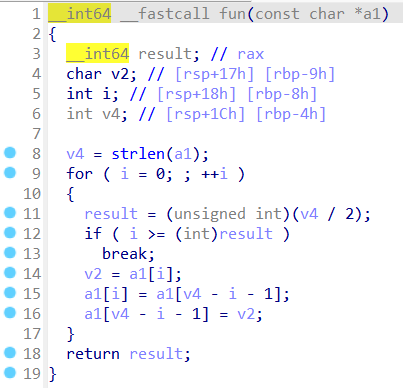 1 __int64 __fastcall fun(const char *a1)
2 {
3   __int64 result; // rax
4   char v2; // [rsp+17h] [rbp-9h]
5   int i; // [rsp+18h] [rbp-8h]
6   int v4; // [rsp+1Ch] [rbp-4h]
7
8   v4 = strlen(a1);
9   for ( i = 0; ; ++i )
10   {
11     result = (unsigned int)(v4 / 2);
12     if ( i >= (int)result )
13       break;
14     v2 = a1[i];
15     a1[i] = a1[v4 - i - 1];
16     a1[v4 - i - 1] = v2;
17   }
18   return result;
19 }